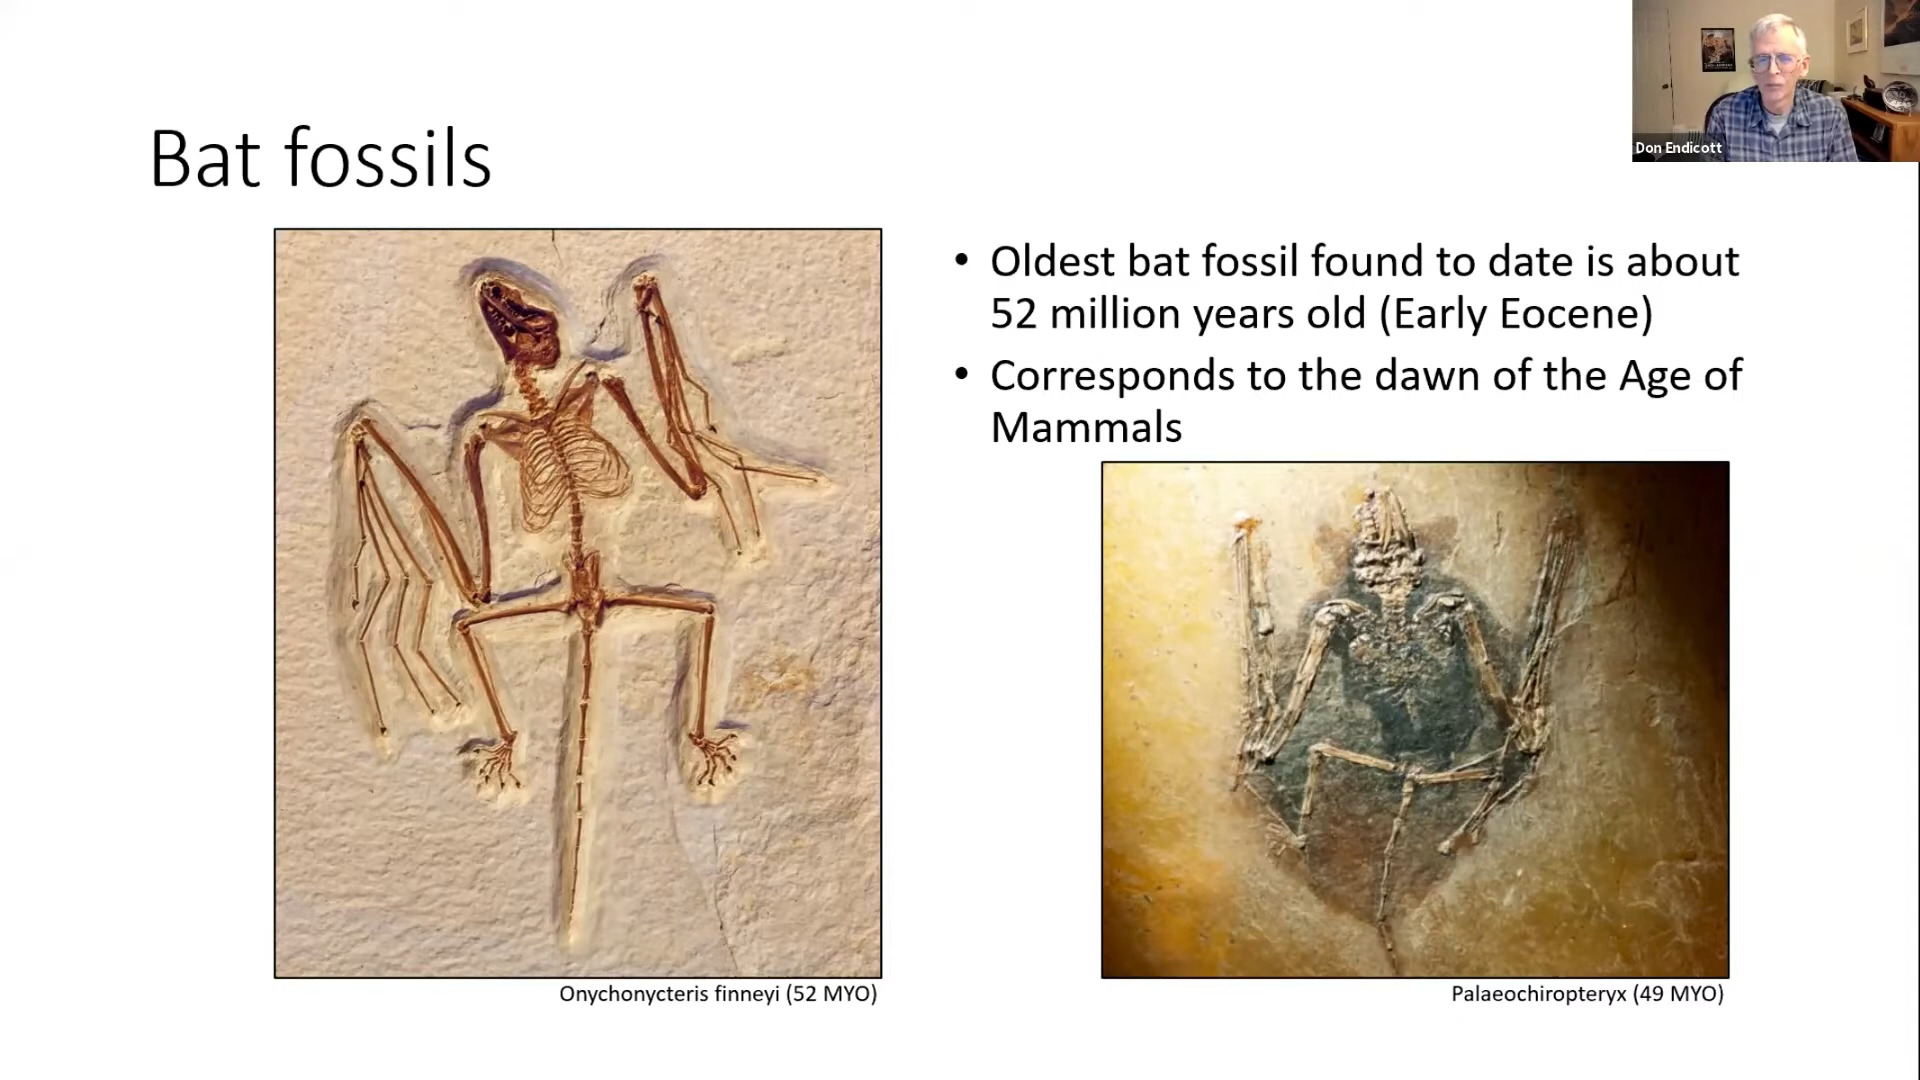 Don Endicott
Bat fossils
• Oldest bat fossil found to date is about
52 million years old (Early Eocene)
• Corresponds to the dawn of the Age of
Mammals
Onychonycteris finneyi (52 MYO)
Palaeochiropteryx (49 MYO)